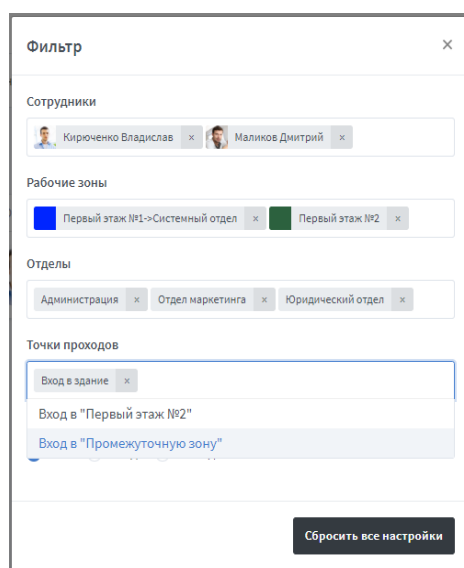 Фильтр
Сотрудники
Кирюченко Владислав × Маликов Дмитрий ×
Рабочие зоны
Первый этаж №1->Системный отдел × Первый этаж №2 ×
Отделы
Администрация × Отдел маркетинга × Юридический отдел ×
Точки проходов
Вход в здание ×
Вход в "Первый этаж №2"
Вход в "Промежуточную зону"
Сбросить все настройки